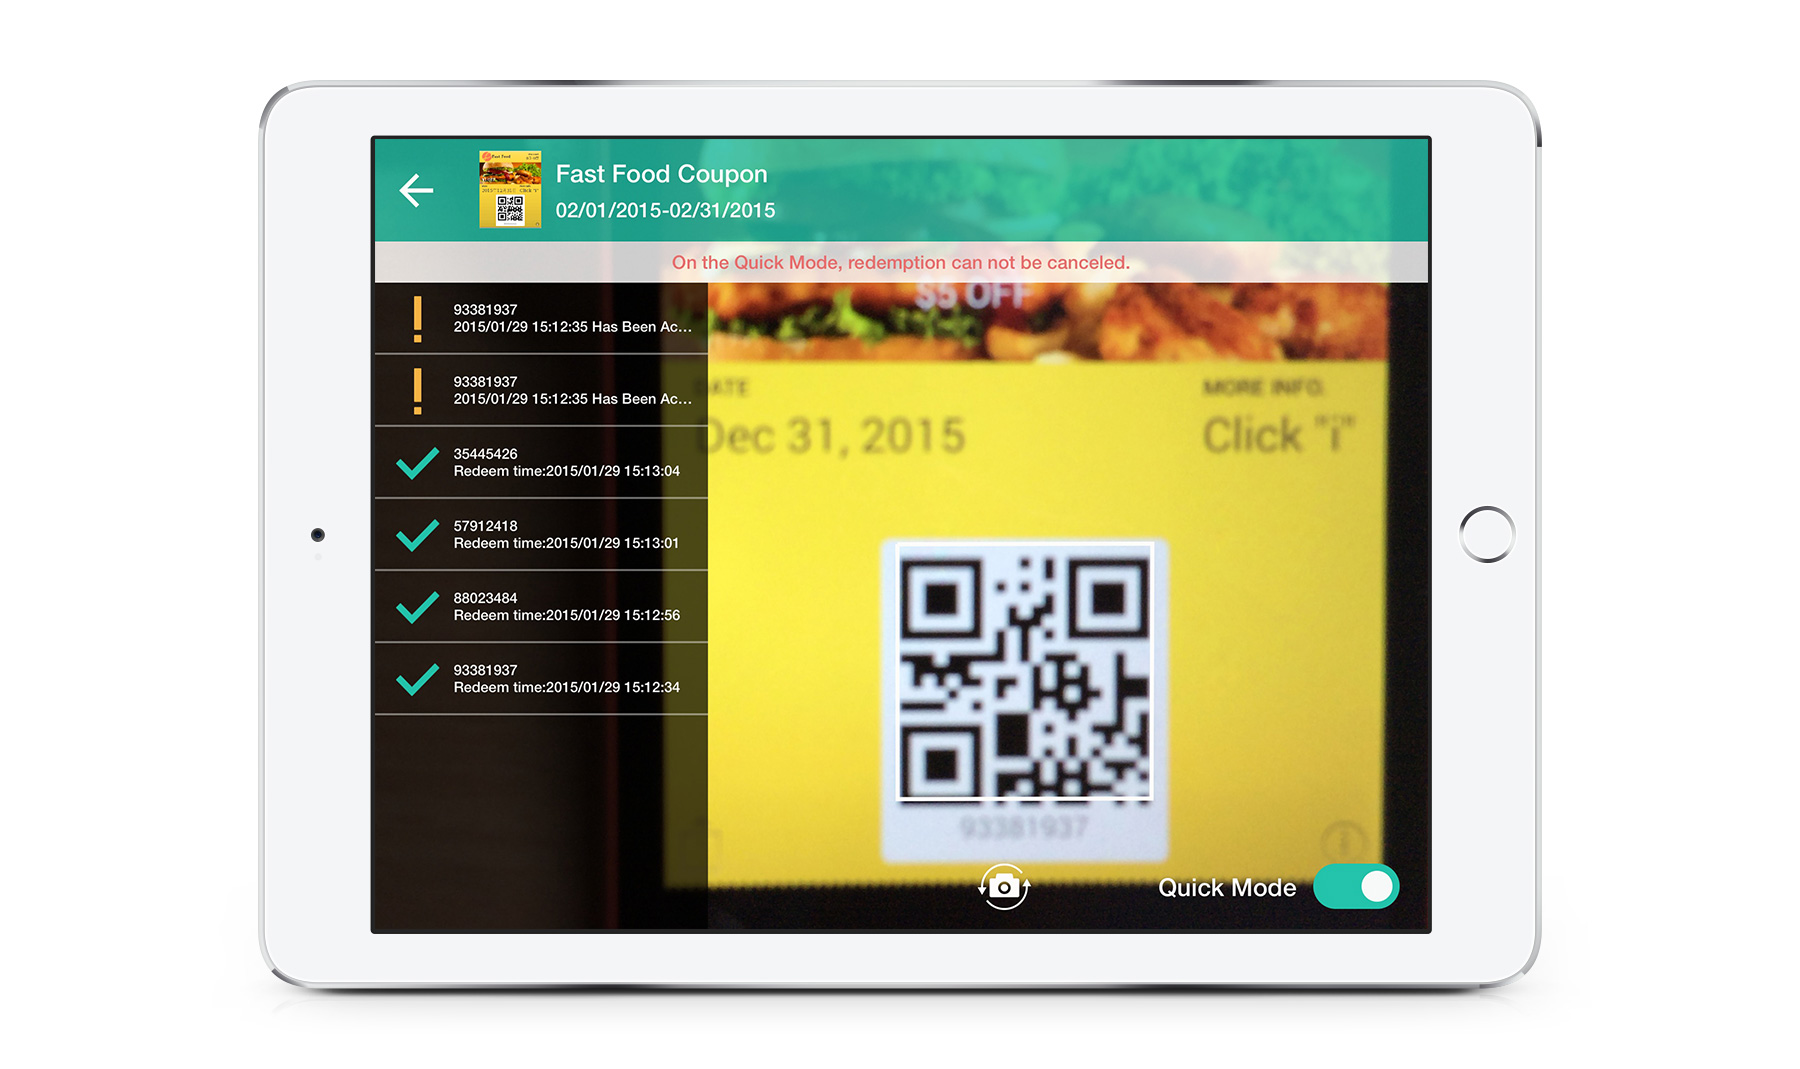 Fast Food Coupon
02/01/2015-02/31/2015
On the Quick Mode, redemption can not be canceled.
93381937
2015/01/29 15:12:35 Has Been Ac...
93381937
2015/01/29 15:12:35 Has Been Ac...
35445426
Redeem time:2015/01/29 15:13:04
57912418
Redeem time:2015/01/29 15:13:01
88023484
Redeem time:2015/01/29 15:12:56
93381937
Redeem time:2015/01/29 15:12:34
$5 OFF
DATE
Dec 31, 2015
MORE INFO.
Click "i"
93381937
Quick Mode